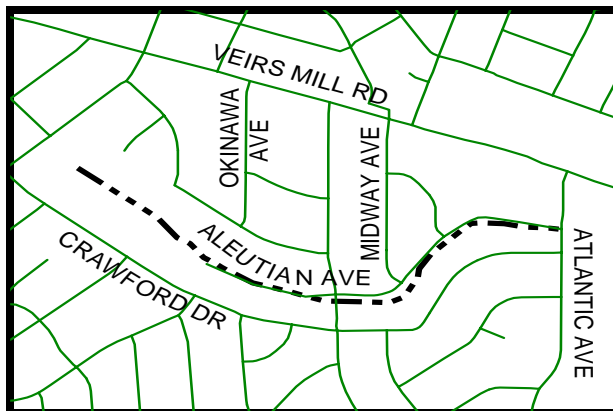 VEIRS MILL RD
OKINAWA
AVE
MIDWAY AVE
ALEUTIAN AVE
CRAWFORD DR
ATLANTIC AVE